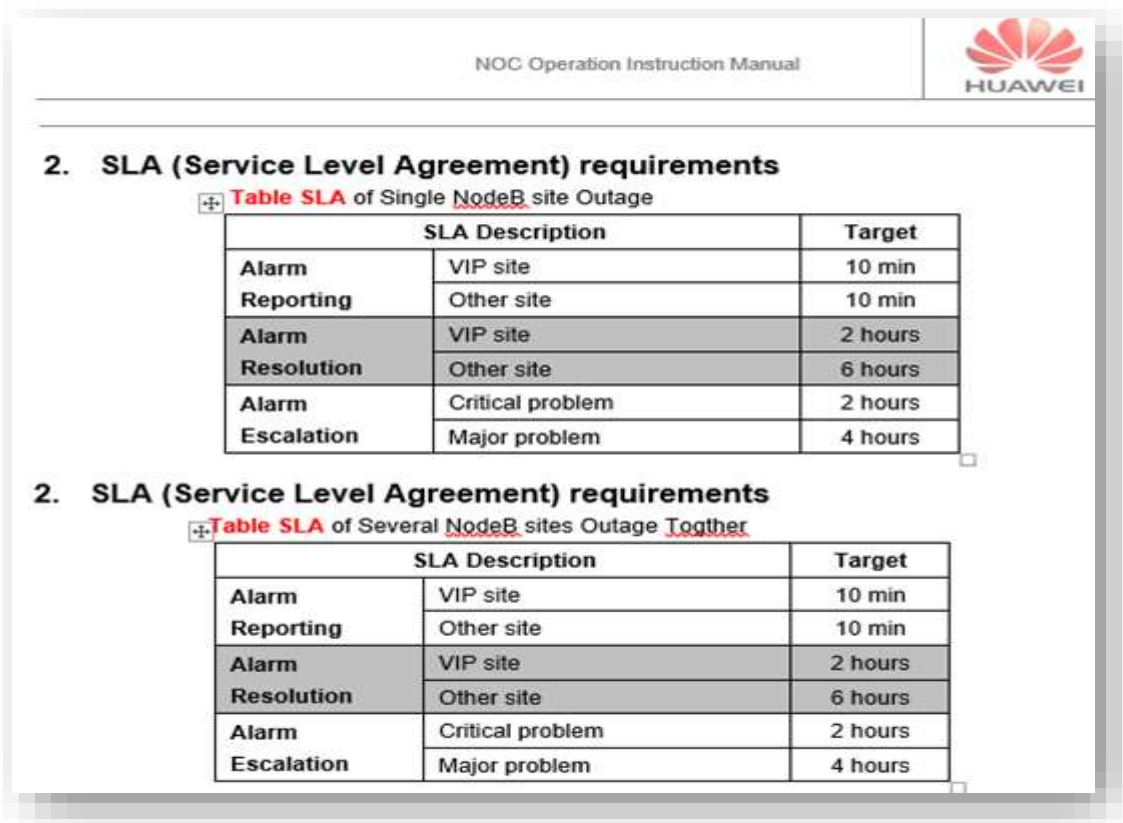 NOC Operation Instruction Manual
HUAWEI
2. SLA (Service Level Agreement) requirements
Table SLA of Single NodeB site Outage
SLA Description Target
Alarm Reporting VIP site 10 min
Other site 10 min
Alarm Resolution VIP site 2 hours
Other site 6 hours
Alarm Escalation Critical problem 2 hours
Major problem 4 hours
2. SLA (Service Level Agreement) requirements
Table SLA of Several NodeB sites Outage Togther
SLA Description Target
Alarm Reporting VIP site 10 min
Other site 10 min
Alarm Resolution VIP site 2 hours
Other site 6 hours
Alarm Escalation Critical problem 2 hours
Major problem 4 hours